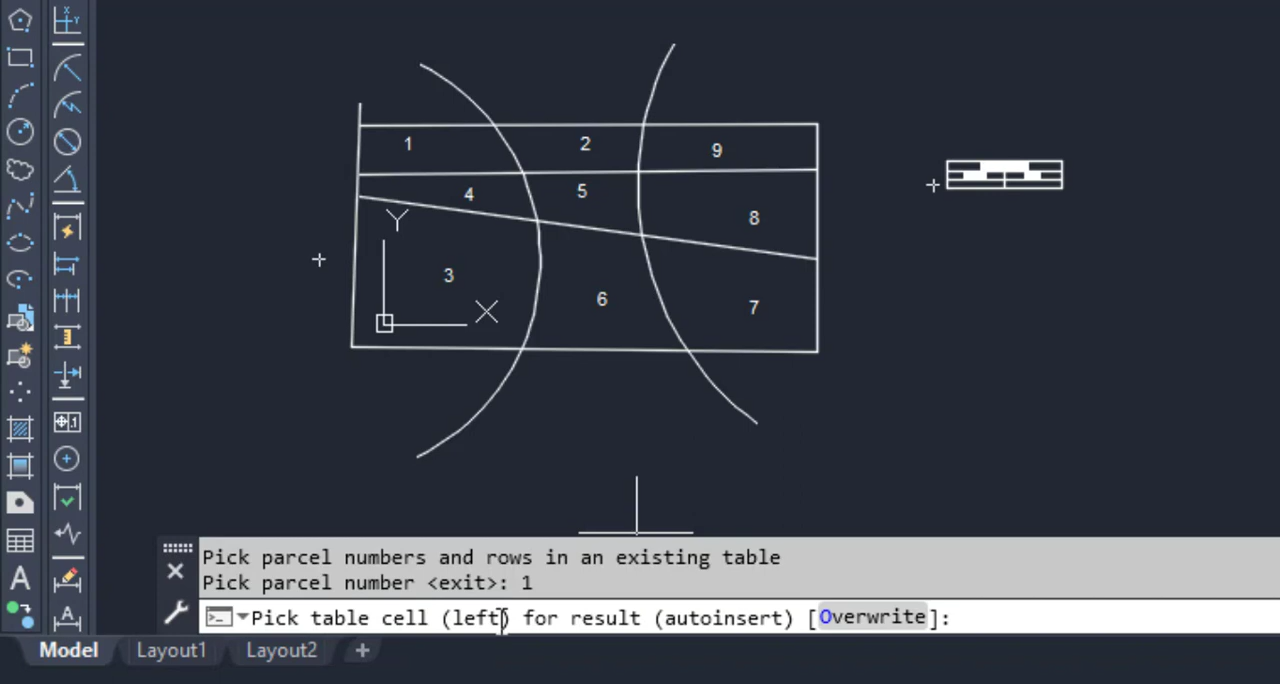 1 2 9
4 5
8
Y
3
6 7
X
Pick parcel numbers and rows in an existing table
Pick parcel number <exit>: 1
Pick table cell (left) for result (autoinsert) [Overwrite]:
Model Layout1 Layout2 +